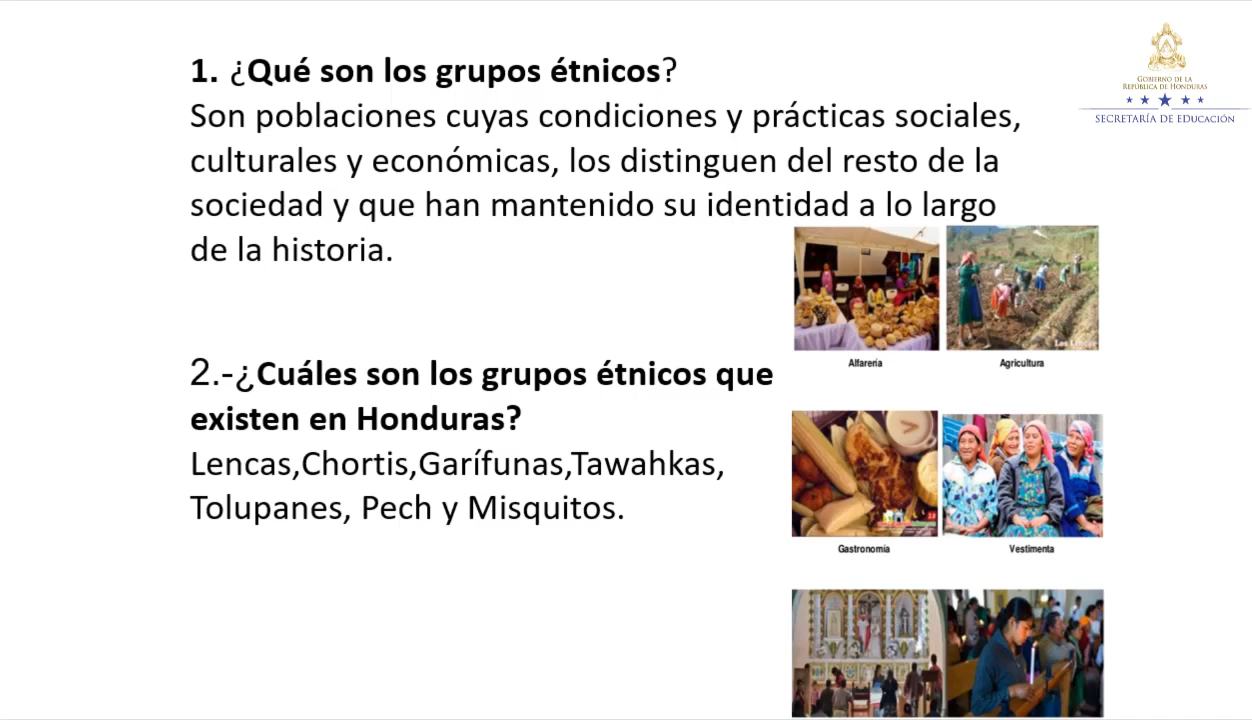 1. ¿Qué son los grupos étnicos?
Son poblaciones cuyas condiciones y prácticas sociales,
culturales y económicas, los distinguen del resto de la
sociedad y que han mantenido su identidad a lo largo
de la historia.
2.-¿Cuáles son los grupos étnicos que
existen en Honduras?
Lencas,Chortis,Garífunas,Tawahkas,
Tolupanes, Pech y Misquitos.
GOBIERNO DE LA
REPÚBLICA DE HONDURAS
SECRETARÍA DE EDUCACIÓN
Los Lencas
Alfarería
Agricultura
Gastronomía
Vestimenta